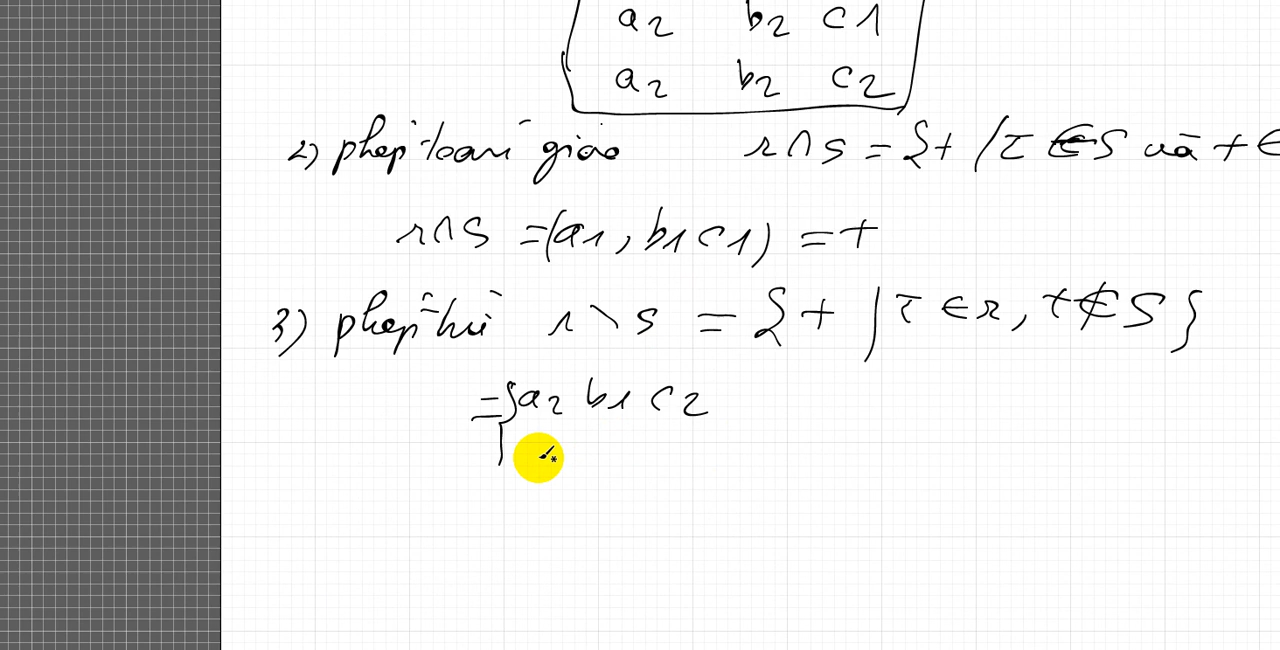 a2 b2 c1
a2 b2 c2
2) phép toán giao r ∩ s = {t / t ∈ s và t ∈
r ∩ s = (a1, b1 c1) = t
3) phép trừ r \ s = {t | t ∈ r, t ∉ s}
= {a2 b1 c2